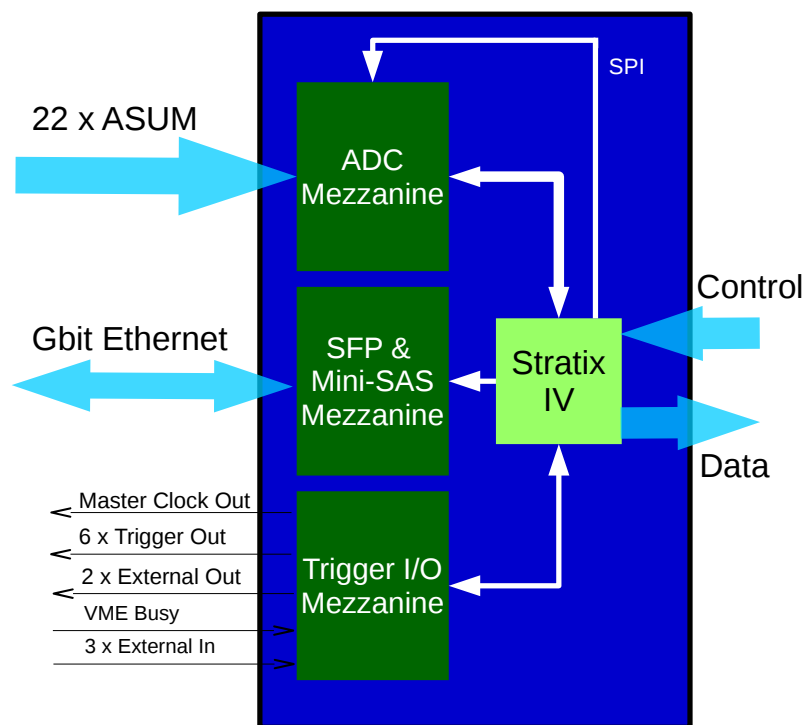 SPI
22 x ASUM
ADC
Mezzanine
Control
Gbit Ethernet
SFP &
Mini-SAS
Mezzanine
Stratix
IV
Data
Master Clock Out
6 x Trigger Out
2 x External Out
VME Busy
3 x External In
Trigger I/O
Mezzanine